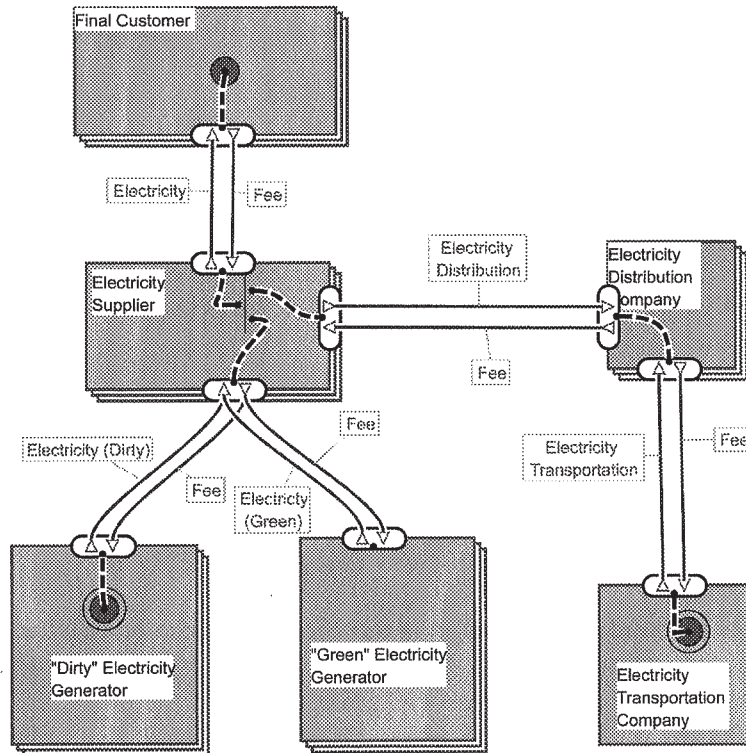 Final Customer
Electricity
Fee
Electricity
Supplier
Electricity
Distribution
Fee
Electricity
Distribution
Company
Electricity (Dirty)
Fee
Fee
Electricty
(Green)
Electricity
Transportation
Fee
"Dirty" Electricity
Generator
"Green" Electricity
Generator
Electricity
Transportation
Company